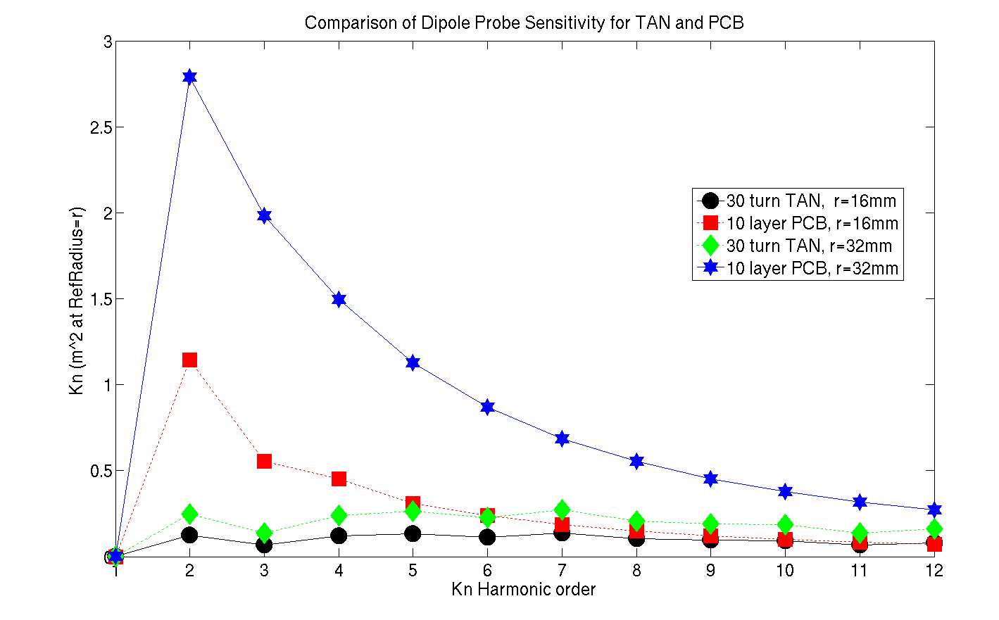 Comparison of Dipole Probe Sensitivity for TAN and PCB
3
2.5
2
1.5
1
0.5
0
Kn (m^2 at RefRadius=r)
30 turn TAN,  r=16mm
10 layer PCB, r=16mm
30 turn TAN, r=32mm
10 layer PCB, r=32mm
1 2 3 4 5 6 7 8 9 10 11 12
Kn Harmonic order